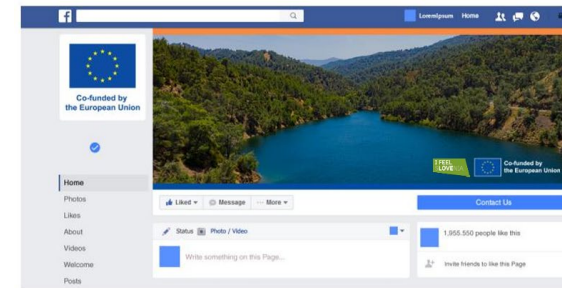 f
Loremipsum Home
Co-funded by
the European Union
I FEEL
SLOVENIA
Co-funded by
the European Union
Home
Photos
Likes
About
Videos
Welcome
Posts
Liked
Message
More
Contact Us
Status
Photo / Video
Write something on this Page...
1,955.550 people like this
Invite friends to like this Page